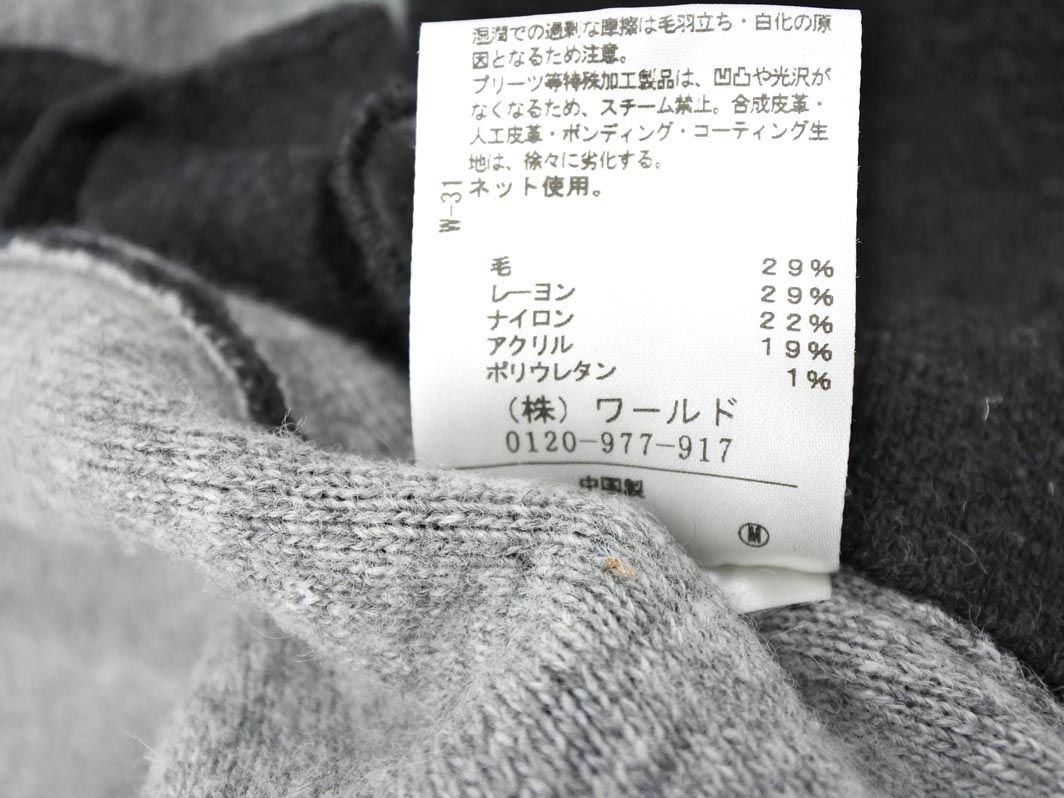 湿潤での過剰な摩擦は毛羽立ち・白化の原
因となるため注意。
プリーツ等特殊加工製品は、凹凸や光沢が
なくなるため、スチーム禁止。合成皮革・
人工皮革・ボンディング・コーティング生
地は、徐々に劣化する。
ネット使用。
W-31
毛 29%
レーヨン 29%
ナイロン 22%
アクリル 19%
ポリウレタン 1%
（株）ワールド
0120-977-917
中国製
M